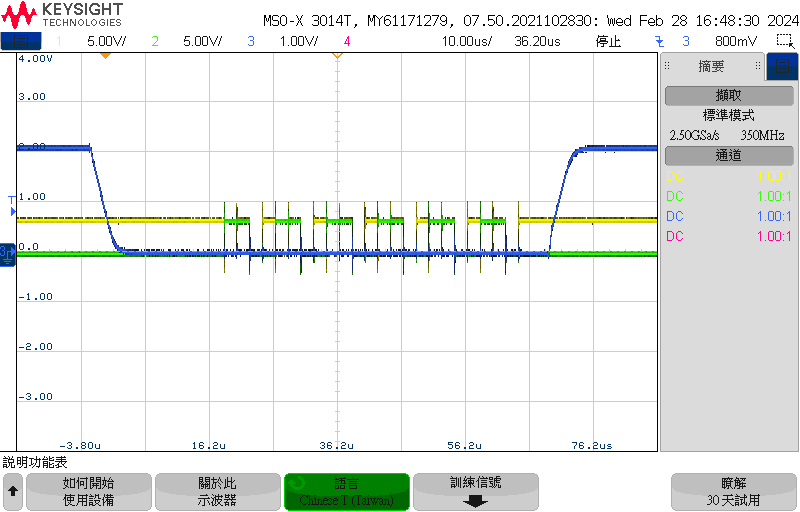 KEYSIGHT
TECHNOLOGIES
MSO-X 3014T, MY61171279, 07.50.2021102830: Wed Feb 28 16:48:30 2024
1 5.00V/ 2 5.00V/ 3 1.00V/ 4 10.00us/ 36.20us 停止 3 800mV
4.00V
3.00
2.00
1.00
T
0.0
3
-1.00
-2.00
-3.00
-3.80u 16.2u 36.2u 56.2u 76.2us
摘要
擷取
標準模式
2.50GSa/s 350MHz
通道
DC 1.00:1
DC 1.00:1
DC 1.00:1
DC 1.00:1
說明功能表
如何開始
使用設備
關於此
示波器
語言
Chinese T (Taiwan)
訓練信號
瞭解
30 天試用